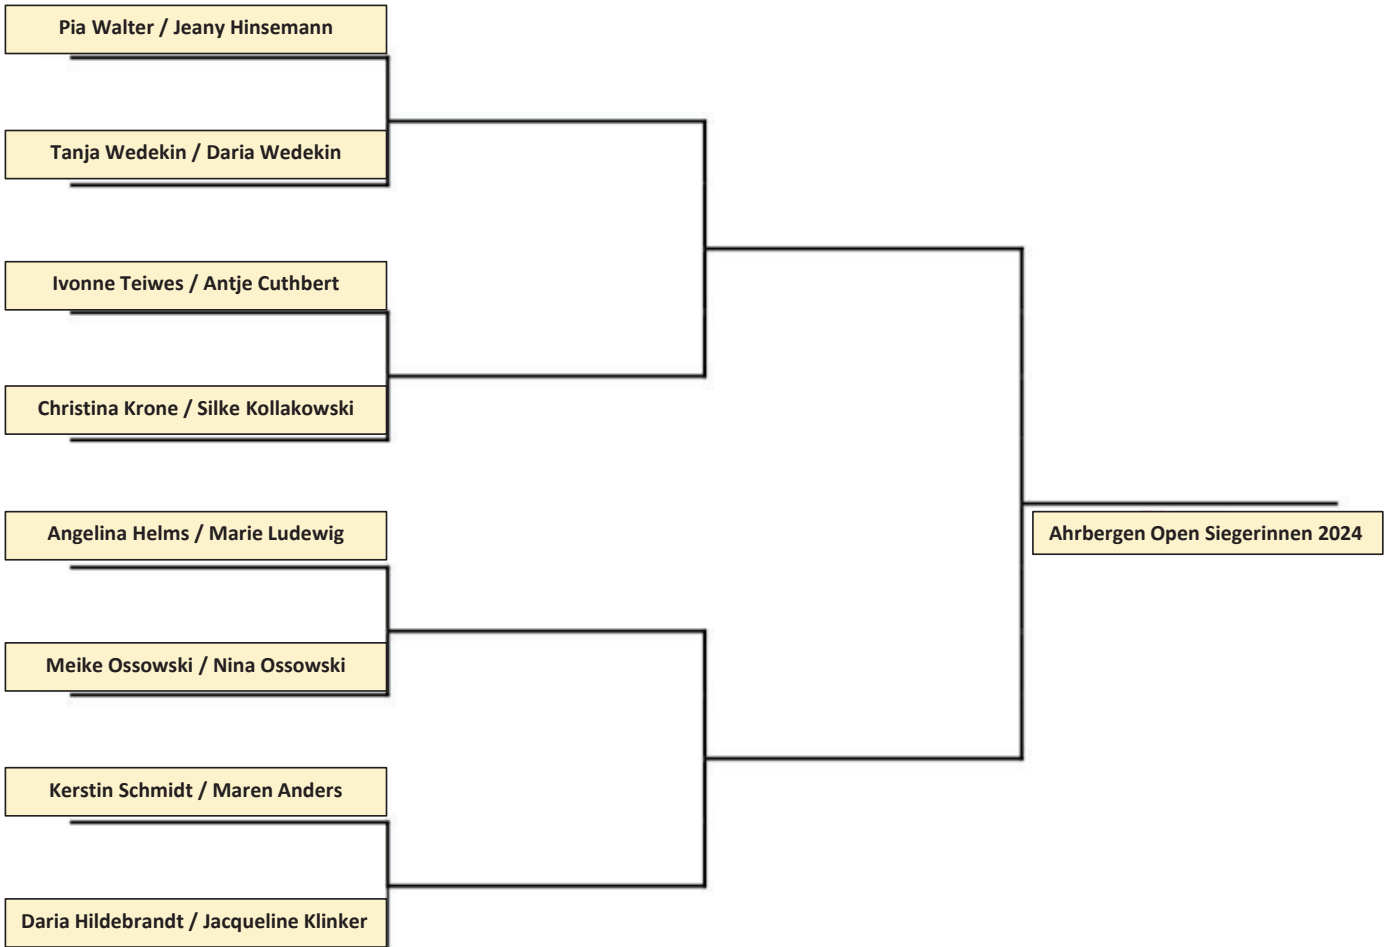 Pia Walter / Jeany Hinsemann
Tanja Wedekin / Daria Wedekin
Ivonne Teiwes / Antje Cuthbert
Christina Krone / Silke Kollakowski
Angelina Helms / Marie Ludewig
Ahrbergen Open Siegerinnen 2024
Meike Ossowski / Nina Ossowski
Kerstin Schmidt / Maren Anders
Daria Hildebrandt / Jacqueline Klinker